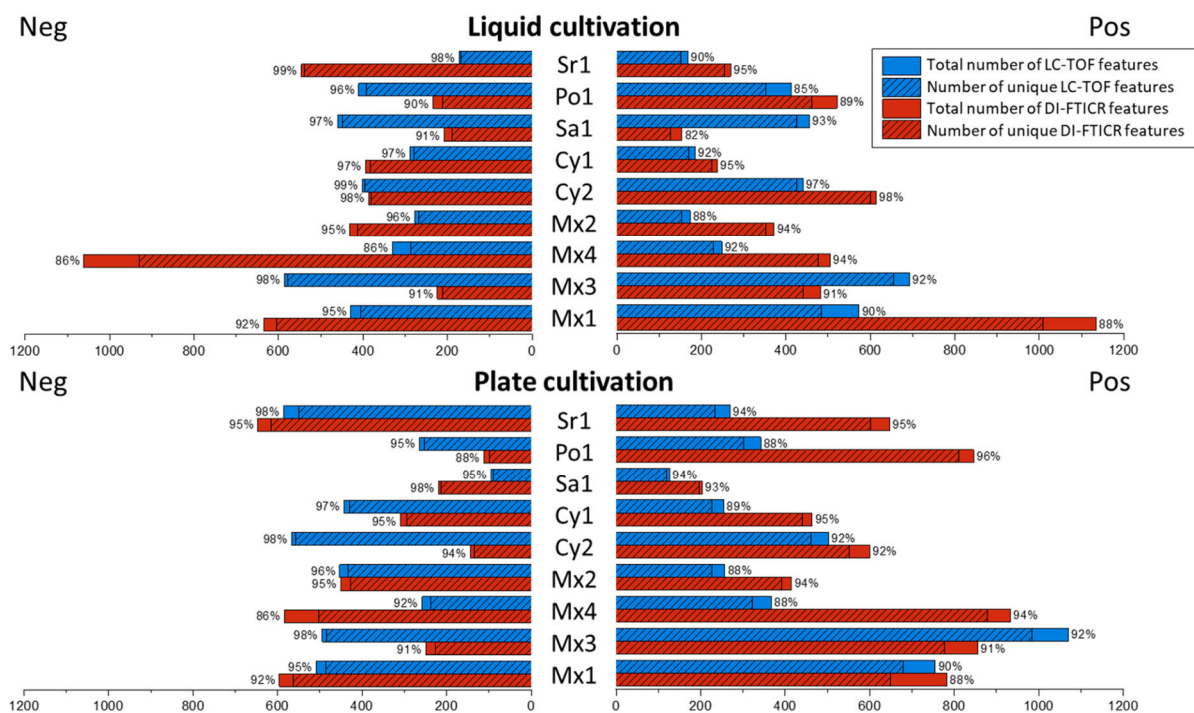 Neg Liquid cultivation Pos
98% Sr1 90%
99% 95%
96% Po1 85%
90% 89%
97% Sa1 93%
91% 82%
97% Cy1 92%
97% 95%
99% Cy2 97%
98% 98%
96% Mx2 88%
95% 94%
86% Mx4 92%
86% 94%
98% Mx3 92%
91% 91%
95% Mx1 90%
92% 88%
Total number of LC-TOF features
Number of unique LC-TOF features
Total number of DI-FTICR features
Number of unique DI-FTICR features
1200 1000 800 600 400 200 0 0 200 400 600 800 1000 1200
Neg Plate cultivation Pos
98% Sr1 94%
95% 95%
95% Po1 88%
88% 96%
95% Sa1 94%
98% 93%
97% Cy1 89%
95% 95%
98% Cy2 92%
94% 92%
96% Mx2 88%
95% 94%
92% Mx4 88%
86% 94%
98% Mx3 92%
91% 91%
95% Mx1 90%
92% 88%
1200 1000 800 600 400 200 0 0 200 400 600 800 1000 1200